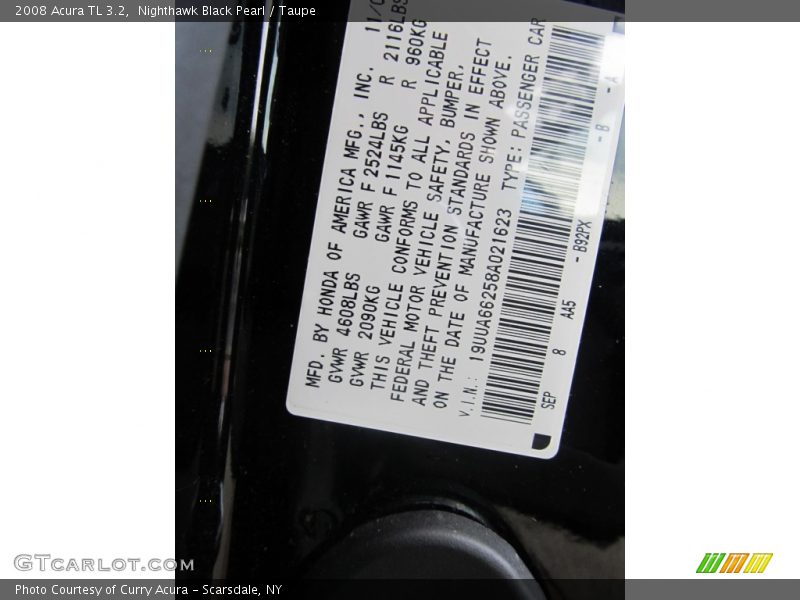 2008 Acura TL 3.2, Nighthawk Black Pearl / Taupe
MFD. BY HONDA OF AMERICA MFG., INC. 11/0
GVWR 4608LBS GAWR F 2524LBS R 2116LBS
GVWR 2090KG GAWR F 1145KG R 960KG
THIS VEHICLE CONFORMS TO ALL APPLICABLE
FEDERAL MOTOR VEHICLE SAFETY, BUMPER,
AND THEFT PREVENTION STANDARDS IN EFFECT
ON THE DATE OF MANUFACTURE SHOWN ABOVE.
V.I.N.: 19UUA66258A021623 TYPE: PASSENGER CAR
SEP 8 AA5 - B92PX - B - A
GTCARLOT.COM
Photo Courtesy of Curry Acura - Scarsdale, NY